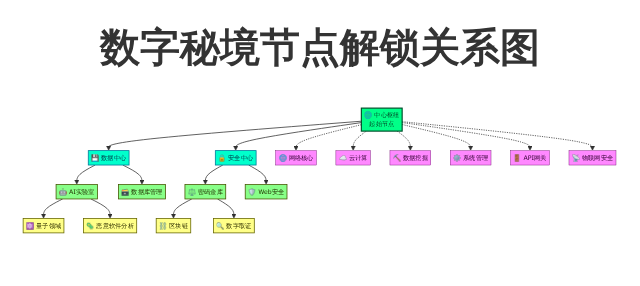 数字秘境节点解锁关系图
中心枢纽
起始节点
数据中心
安全中心
网络核心
云计算
数据挖掘
系统管理
API网关
物联网安全
AI实验室
数据库管理
密码金库
Web安全
量子领域
恶意软件分析
区块链
数字取证